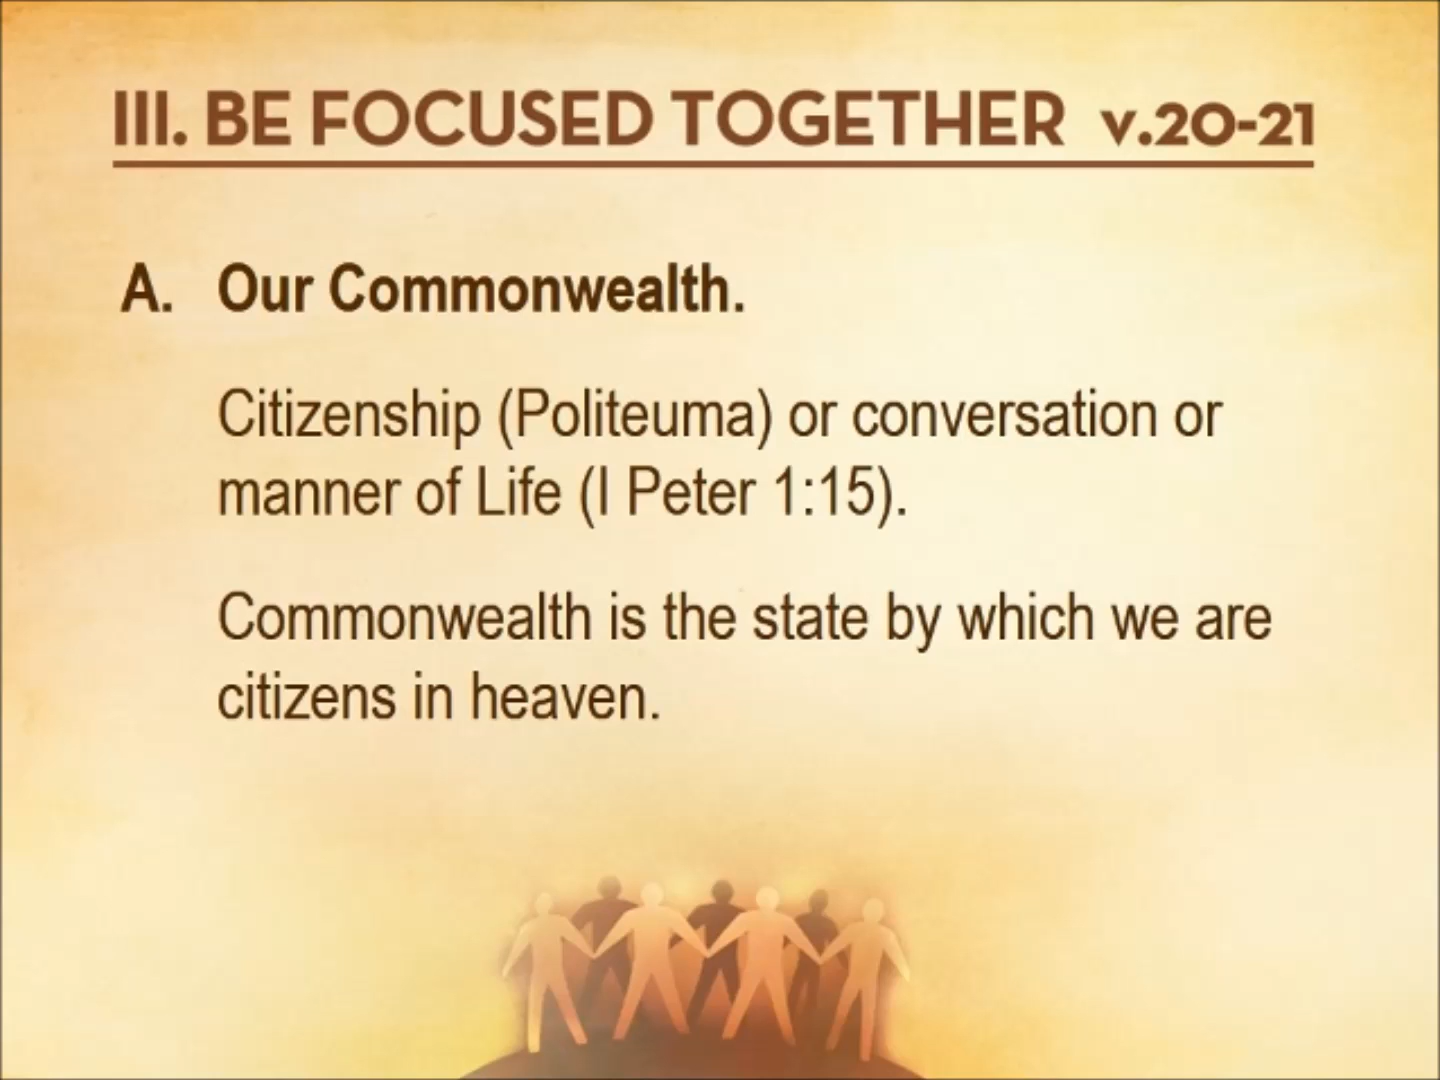 III. BE FOCUSED TOGETHER v.20-21
A. Our Commonwealth.
Citizenship (Politeuma) or conversation or
manner of Life (I Peter 1:15).
Commonwealth is the state by which we are
citizens in heaven.